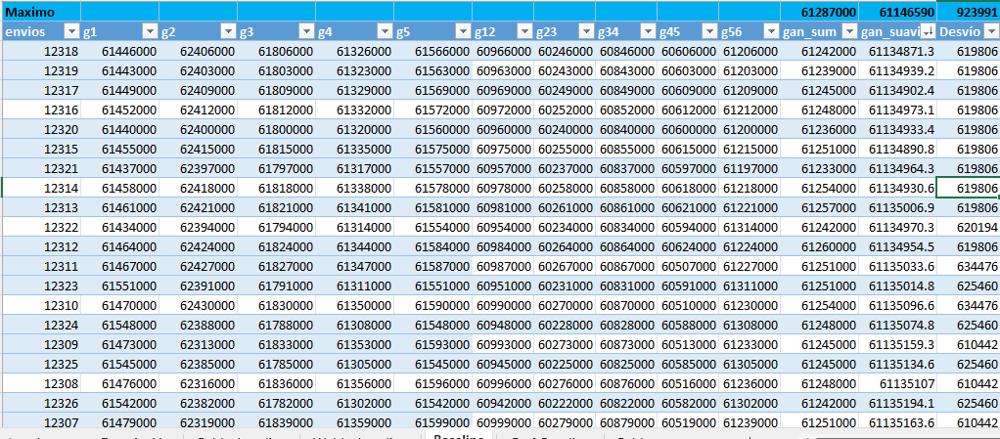 Maximo 61287000 61146590 923991
envios g1 g2 g3 g4 g5 g12 g23 g34 g45 g56 gan_sum gan_suavi Desvío
12318 61446000 62406000 61806000 61326000 61566000 60966000 60246000 60846000 60606000 61206000 61242000 61134871.3 619806
12319 61443000 62403000 61803000 61323000 61563000 60963000 60243000 60843000 60603000 61203000 61239000 61134939.2 619806
12317 61449000 62409000 61809000 61329000 61569000 60969000 60249000 60849000 60609000 61209000 61245000 61134902.4 619806
12316 61452000 62412000 61812000 61332000 61572000 60972000 60252000 60852000 60612000 61212000 61248000 61134973.1 619806
12320 61440000 62400000 61800000 61320000 61560000 60960000 60240000 60840000 60600000 61200000 61236000 61134933.4 619806
12315 61455000 62415000 61815000 61335000 61575000 60975000 60255000 60855000 60615000 61215000 61251000 61134890.8 619806
12321 61437000 62397000 61797000 61317000 61557000 60957000 60237000 60837000 60597000 61197000 61233000 61134964.3 619806
12314 61458000 62418000 61818000 61338000 61578000 60978000 60258000 60858000 60618000 61218000 61254000 61134930.6 619806
12313 61461000 62421000 61821000 61341000 61581000 60981000 60261000 60861000 60621000 61221000 61257000 61135006.9 619806
12322 61434000 62394000 61794000 61314000 61554000 60954000 60234000 60834000 60594000 61314000 61242000 61134970.3 620194
12312 61464000 62424000 61824000 61344000 61584000 60984000 60264000 60864000 60624000 61224000 61260000 61134954.5 619806
12311 61467000 62427000 61827000 61347000 61587000 60987000 60267000 60867000 60507000 61227000 61251000 61135033.6 634476
12323 61551000 62391000 61791000 61311000 61551000 60951000 60231000 60831000 60591000 61311000 61251000 61135014.8 625460
12310 61470000 62430000 61830000 61350000 61590000 60990000 60270000 60870000 60510000 61230000 61254000 61135096.6 634476
12324 61548000 62388000 61788000 61308000 61548000 60948000 60228000 60828000 60588000 61308000 61248000 61135074.8 625460
12309 61473000 62313000 61833000 61353000 61593000 60993000 60273000 60873000 60513000 61233000 61245000 61135159.3 610442
12325 61545000 62385000 61785000 61305000 61545000 60945000 60225000 60825000 60585000 61305000 61245000 61135134.6 625460
12308 61476000 62316000 61836000 61356000 61596000 60996000 60276000 60876000 60516000 61236000 61248000 61135107 610442
12326 61542000 62382000 61782000 61302000 61542000 60942000 60222000 60822000 60582000 61302000 61242000 61135194.1 625460
12307 61479000 62319000 61839000 61359000 61599000 60999000 60279000 60879000 60519000 61239000 61251000 61135163.6 610442